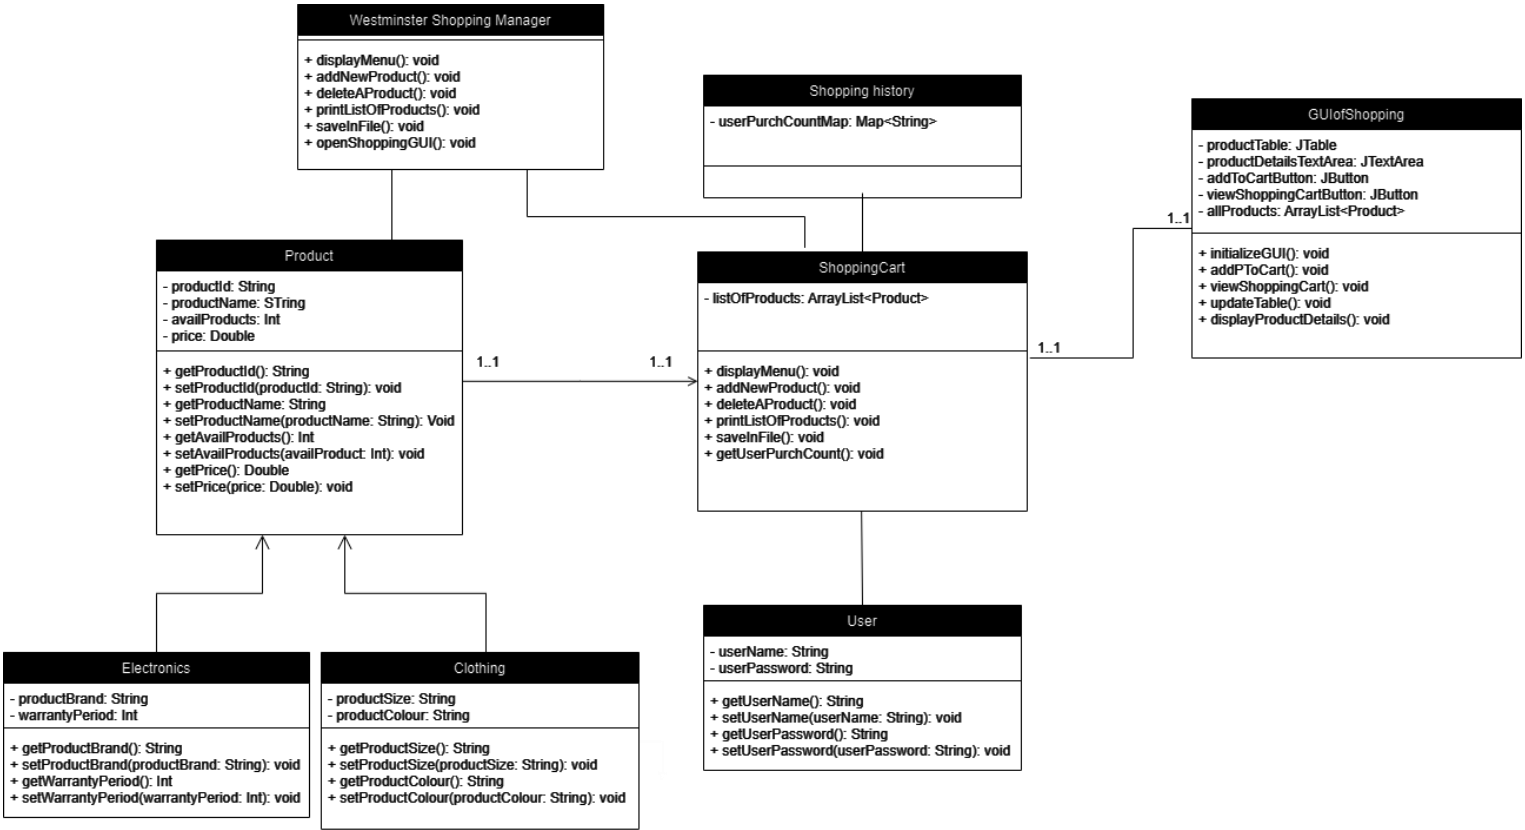 Westminster Shopping Manager
+ displayMenu(): void
+ addNewProduct(): void
+ deleteAProduct(): void
+ printListOfProducts(): void
+ saveInFile(): void
+ openShoppingGUI(): void
Shopping history
- userPurchCountMap: Map<String>
GUIofShopping
- productTable: JTable
- productDetailsTextArea: JTextArea
- addToCartButton: JButton
- viewShoppingCartButton: JButton
- allProducts: ArrayList<Product>
+ initializeGUI(): void
+ addPToCart(): void
+ viewShoppingCart(): void
+ updateTable(): void
+ displayProductDetails(): void
1..1
1..1
Product
- productId: String
- productName: STring
- availProducts: Int
- price: Double
+ getProductId(): String
+ setProductId(productId: String): void
+ getProductName: String
+ setProductName(productName: String): Void
+ getAvailProducts(): Int
+ setAvailProducts(availProduct: Int): void
+ getPrice(): Double
+ setPrice(price: Double): void
1..1
1..1
ShoppingCart
- listOfProducts: ArrayList<Product>
+ displayMenu(): void
+ addNewProduct(): void
+ deleteAProduct(): void
+ printListOfProducts(): void
+ saveInFile(): void
+ getUserPurchCount(): void
Electronics
- productBrand: String
- warrantyPeriod: Int
+ getProductBrand(): String
+ setProductBrand(productBrand: String): void
+ getWarrantyPeriod(): Int
+ setWarrantyPeriod(warrantyPeriod: Int): void
Clothing
- productSize: String
- productColour: String
+ getProductSize(): String
+ setProductSize(productSize: String): void
+ getProductColour(): String
+ setProductColour(productColour: String): void
User
- userName: String
- userPassword: String
+ getUserName(): String
+ setUserName(userName: String): void
+ getUserPassword(): String
+ setUserPassword(userPassword: String): void